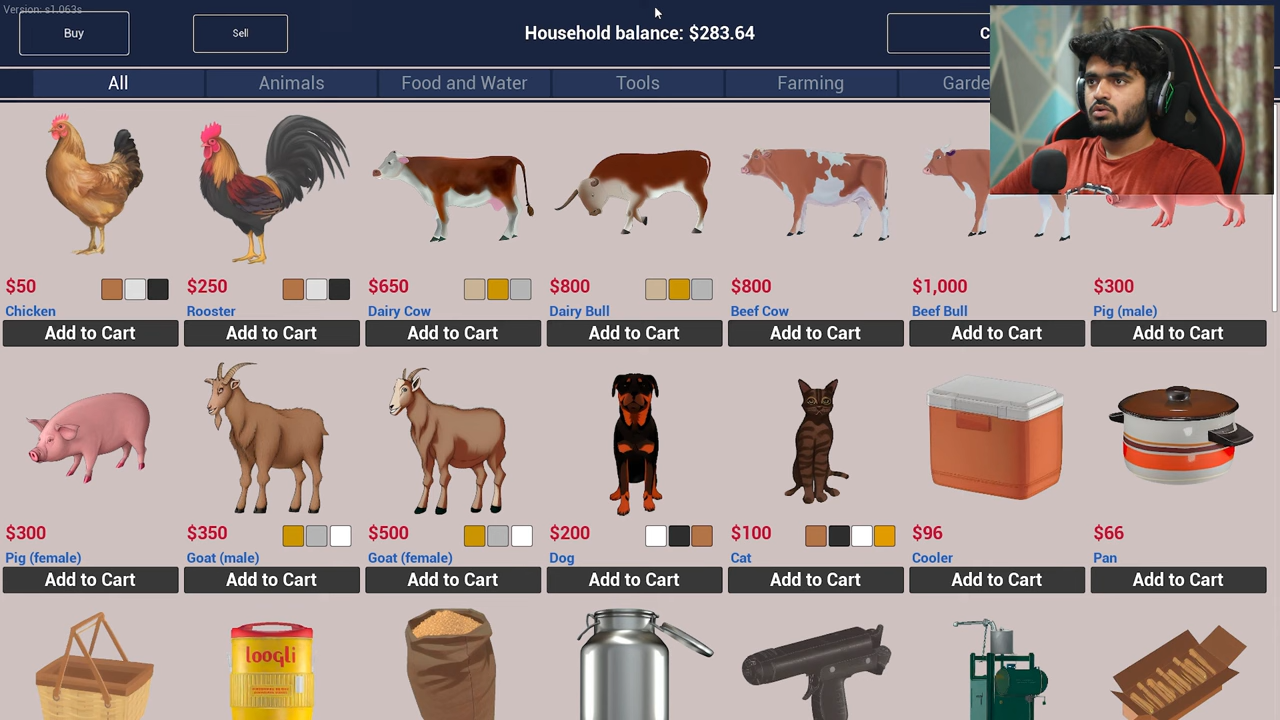 Version: s1.063s
Buy
Sell
Household balance: $283.64
C
All
Animals
Food and Water
Tools
Farming
Garde
$50
$250
$650
$800
$800
$1,000
$300
Chicken
Rooster
Dairy Cow
Dairy Bull
Beef Cow
Beef Bull
Pig (male)
Add to Cart
Add to Cart
Add to Cart
Add to Cart
Add to Cart
Add to Cart
Add to Cart
$300
$350
$500
$200
$100
$96
$66
Pig (female)
Goat (male)
Goat (female)
Dog
Cat
Cooler
Pan
Add to Cart
Add to Cart
Add to Cart
Add to Cart
Add to Cart
Add to Cart
Add to Cart
loogli